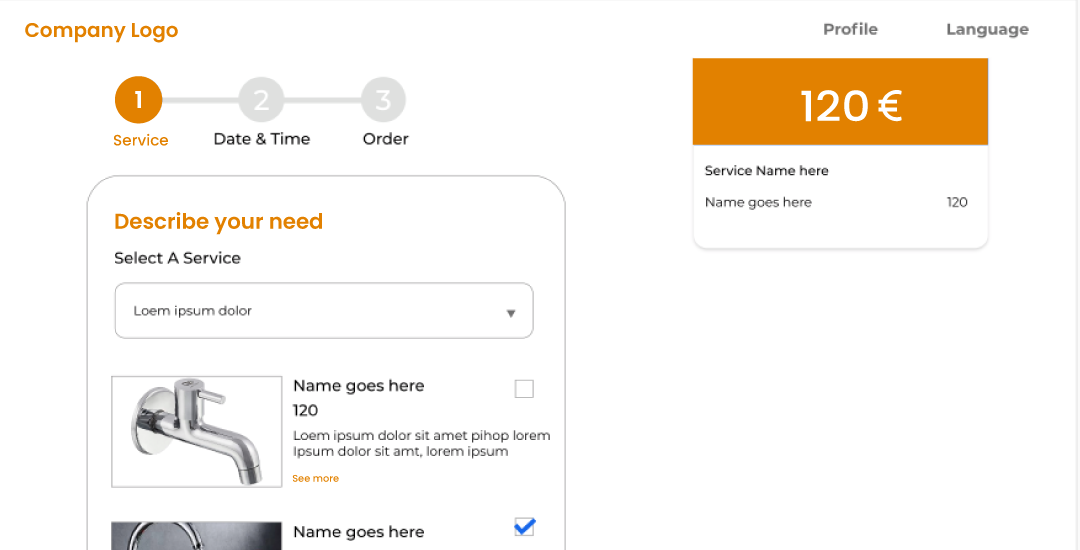 Company Logo
Profile
Language
1
2
3
Service
Date & Time
Order
120 €
Service Name here
Name goes here 120
Describe your need
Select A Service
Loem ipsum dolor
Name goes here
120
Loem ipsum dolor sit amet pihop lorem
Ipsum dolor sit amt, lorem ipsum
See more
Name goes here